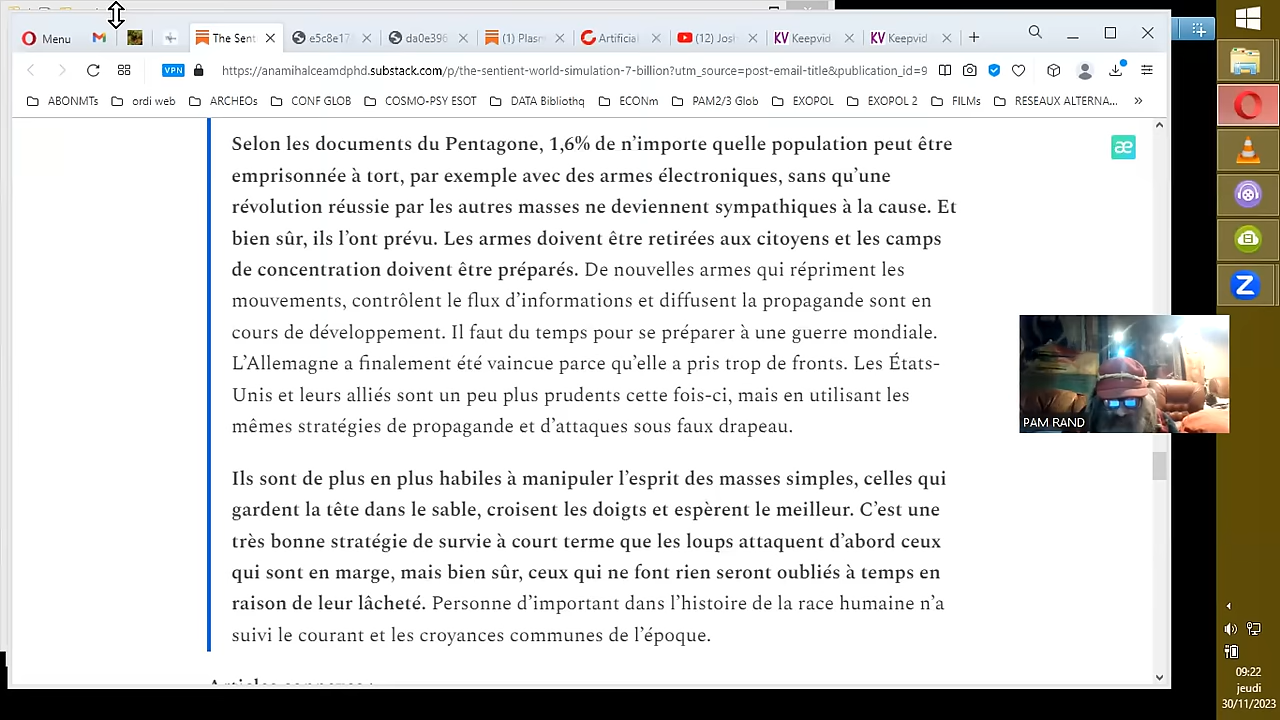 Menu
The Sent
e5c8e17
da0e396
(1) Plasm
Artificia
(12) Josh
KV Keepvid
KV Keepvid
VPN
https://anamihalceamdphd.substack.com/p/the-sentient-world-simulation-7-billion?utm_source=post-email-title&publication_id=9
ABONMTs
ordi web
ARCHEOs
CONF GLOB
COSMO-PSY ESOT
DATA Bibliothq
ECONm
PAM2/3 Glob
EXOPOL
EXOPOL 2
FILMs
RESEAUX ALTERNA...
»
Selon les documents du Pentagone, 1,6% de n’importe quelle population peut être
emprisonnée à tort, par exemple avec des armes électroniques, sans qu’une
révolution réussie par les autres masses ne deviennent sympathiques à la cause. Et
bien sûr, ils l’ont prévu. Les armes doivent être retirées aux citoyens et les camps
de concentration doivent être préparés. De nouvelles armes qui répriment les
mouvements, contrôlent le flux d’informations et diffusent la propagande sont en
cours de développement. Il faut du temps pour se préparer à une guerre mondiale.
L’Allemagne a finalement été vaincue parce qu’elle a pris trop de fronts. Les États-
Unis et leurs alliés sont un peu plus prudents cette fois-ci, mais en utilisant les
mêmes stratégies de propagande et d’attaques sous faux drapeau.
Ils sont de plus en plus habiles à manipuler l’esprit des masses simples, celles qui
gardent la tête dans le sable, croisent les doigts et espèrent le meilleur. C’est une
très bonne stratégie de survie à court terme que les loups attaquent d’abord ceux
qui sont en marge, mais bien sûr, ceux qui ne font rien seront oubliés à temps en
raison de leur lâcheté. Personne d’important dans l’histoire de la race humaine n’a
suivi le courant et les croyances communes de l’époque.
æ
PAM RAND
09:22
jeudi
30/11/2023